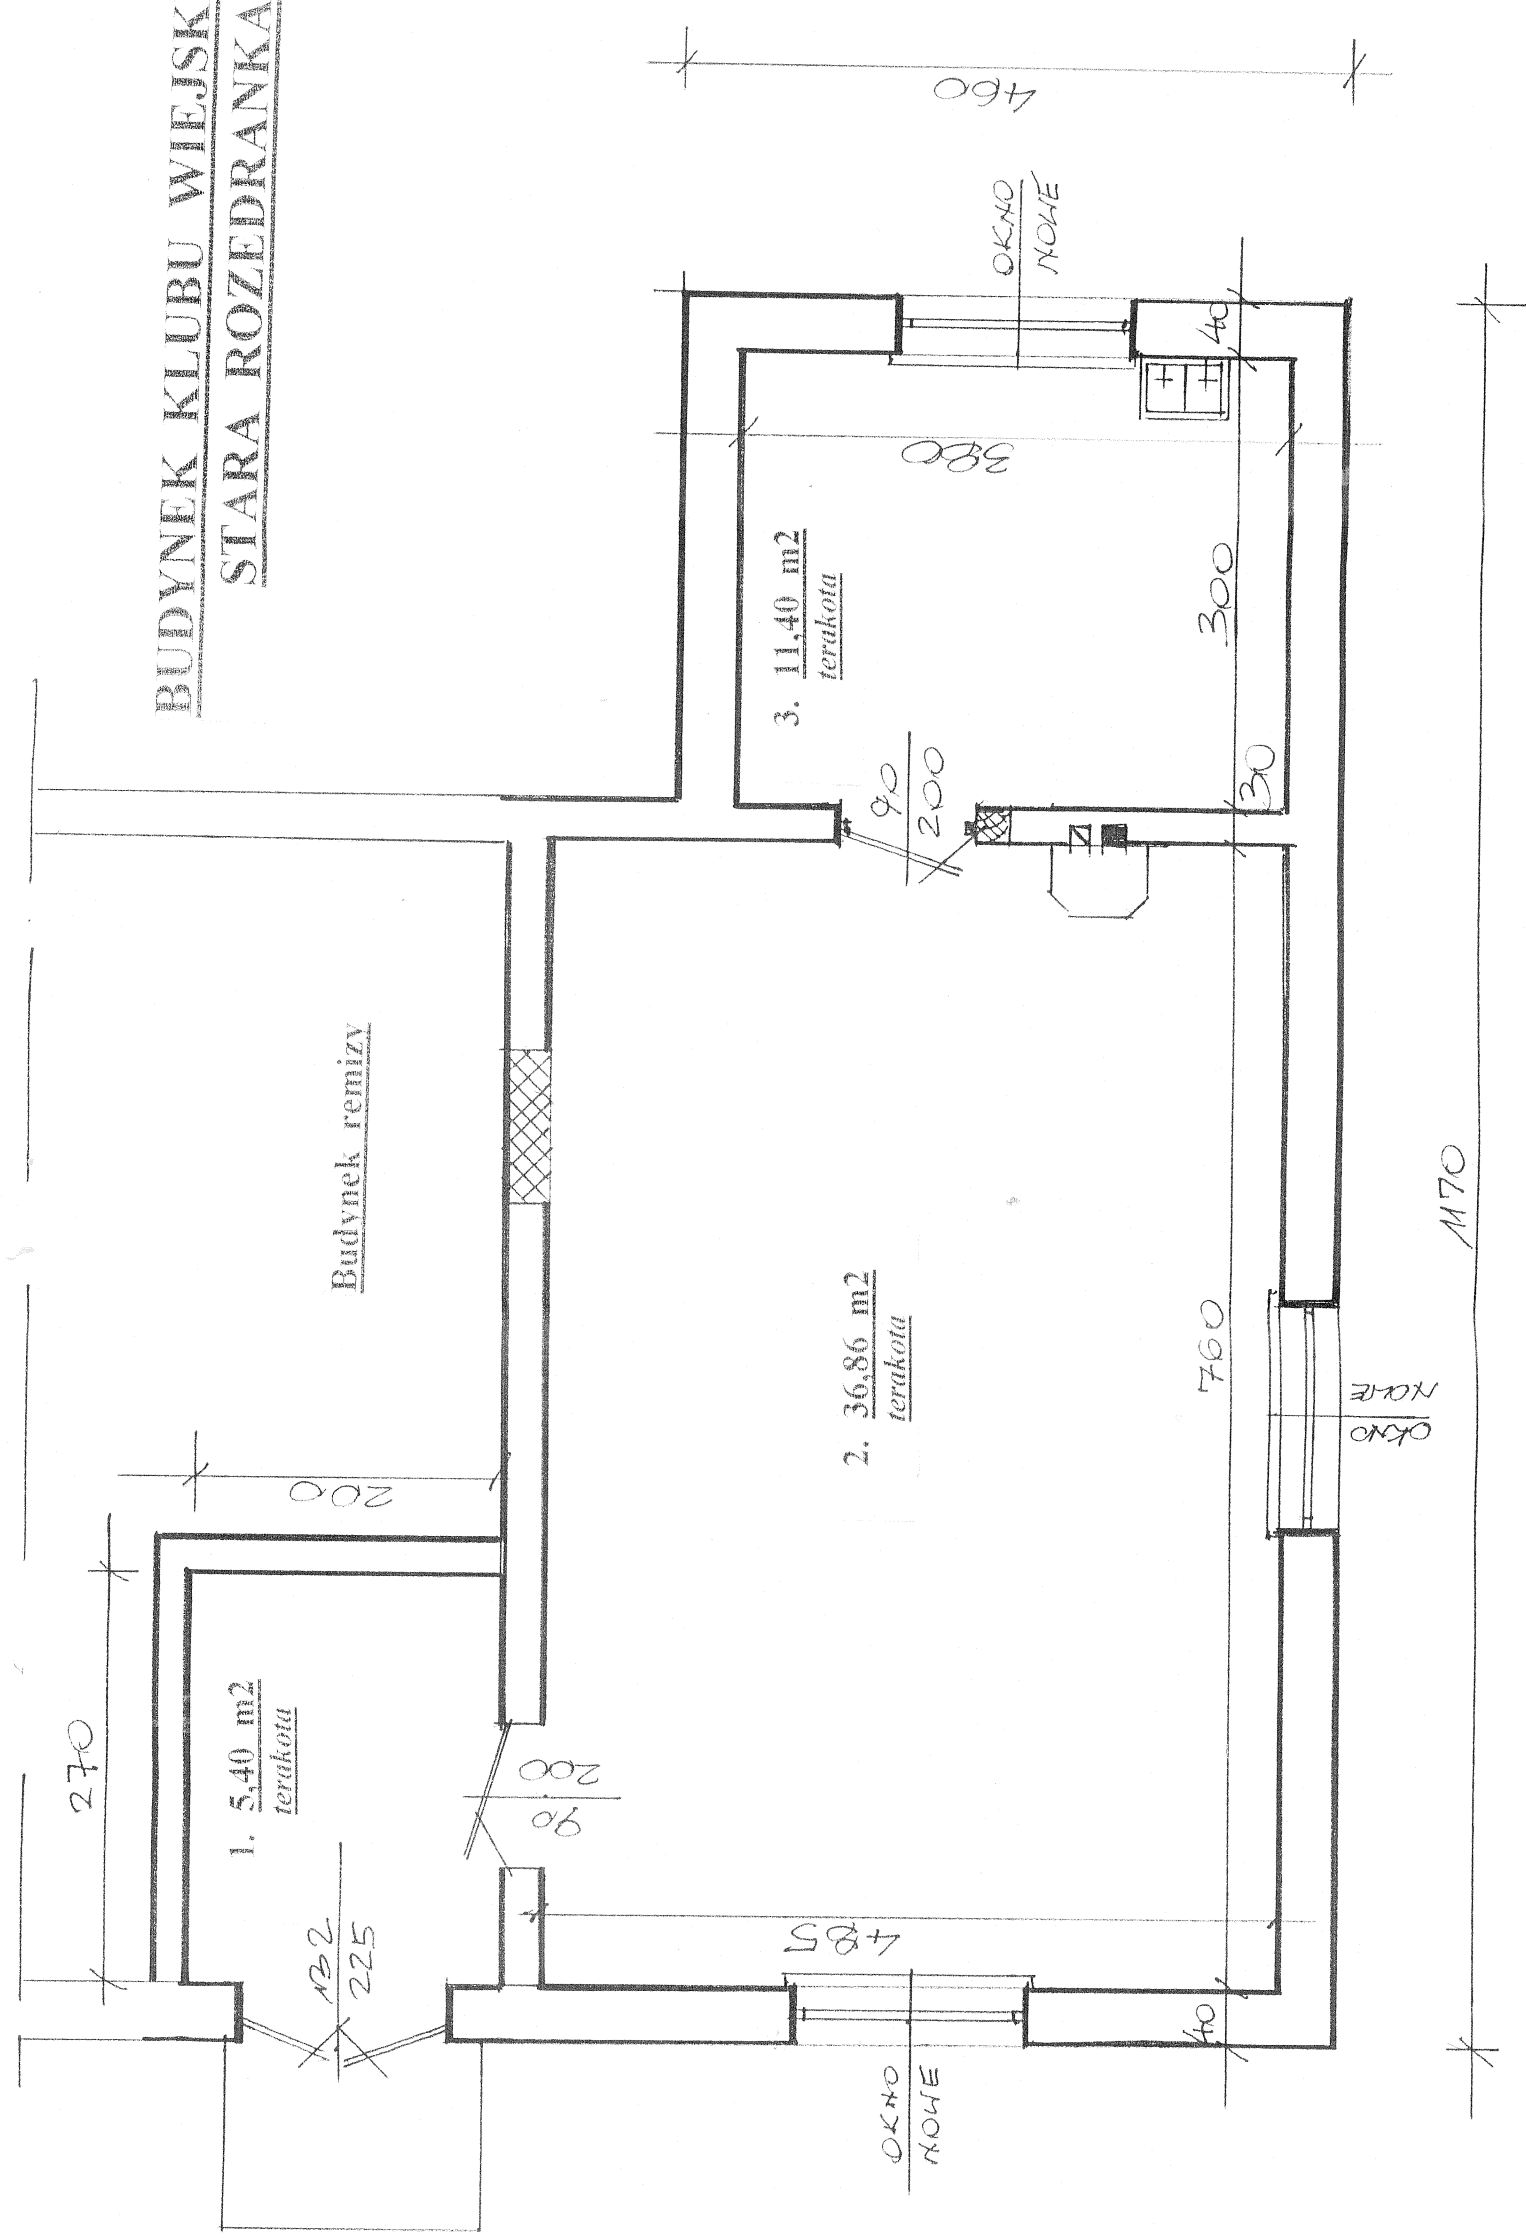 BUDYNEK KLUBU WIEJSK
STARA ROZEDRANKA
460
OKNO
NOWE
40
380
3. 11,40 m2
terakota
300
90
200
30
Budynek remizy
200
270
1. 5,40 m2
terakota
90
200
2. 36,86 m2
terakota
760
1170
OKNO
NOWE
132
225
485
40
OKNO
NOWE